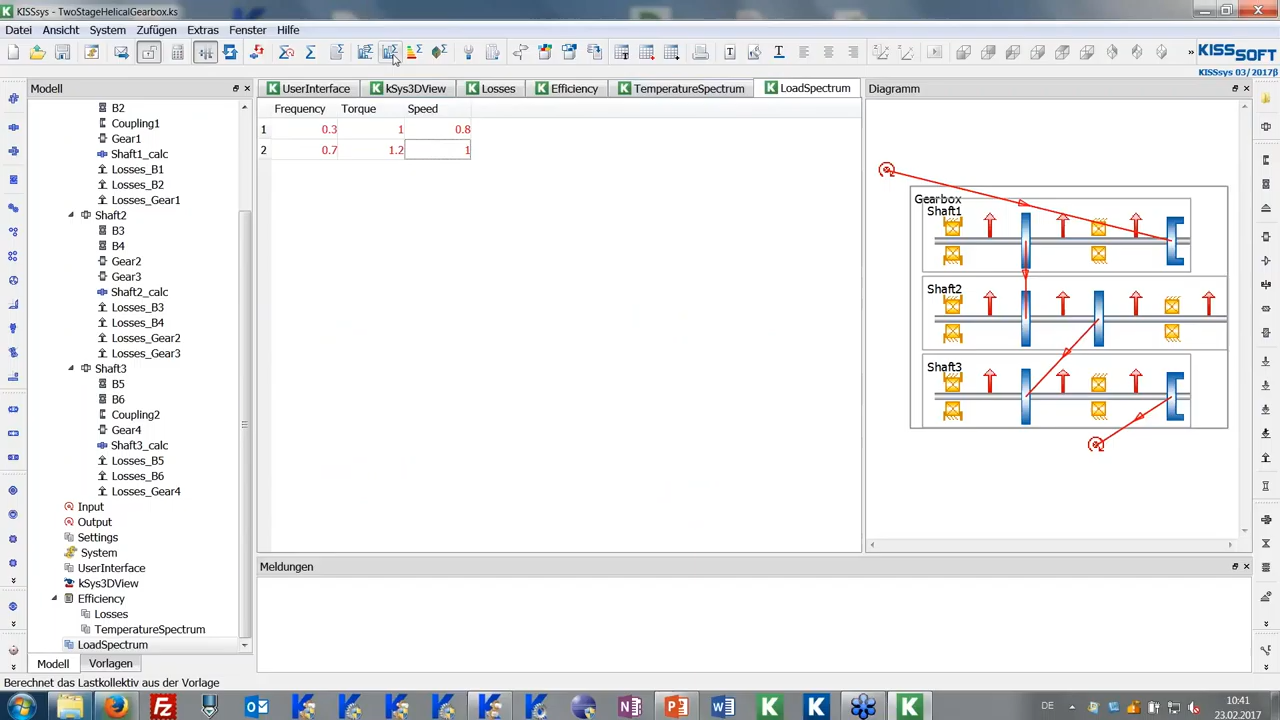 KISSsys - TwoStageHelicalGearbox.ks
Datei Ansicht System Zufügen Extras Fenster Hilfe
KISSSOFT
KISSsys 03/2017β
Modell
B2
Coupling1
Gear1
Shaft1_calc
Losses_B1
Losses_B2
Losses_Gear1
Shaft2
B3
B4
Gear2
Gear3
Shaft2_calc
Losses_B3
Losses_B4
Losses_Gear2
Losses_Gear3
Shaft3
B5
B6
Coupling2
Gear4
Shaft3_calc
Losses_B5
Losses_B6
Losses_Gear4
Input
Output
Settings
System
UserInterface
kSys3DView
Efficiency
Losses
TemperatureSpectrum
LoadSpectrum
Modell Vorlagen
UserInterface kSys3DView Losses Efficiency TemperatureSpectrum LoadSpectrum
Frequency Torque Speed
1 0.3 1 0.8
2 0.7 1.2 1
Diagramm
Gearbox
Shaft1
Shaft2
Shaft3
Meldungen
Berechnet das Lastkollektiv aus der Vorlage
DE
10:41
23.02.2017